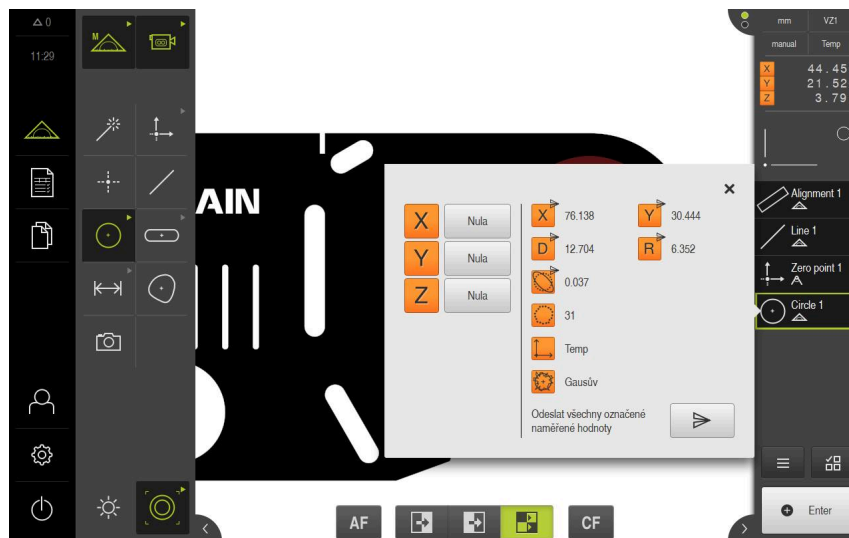 0
11:29
M
AIN
X Nula
Y Nula
Z Nula
X 76.138 Y 30.444
D 12.704 R 6.352
0.037
31
Temp
Gausův
Odeslat všechny označené
naměřené hodnoty
AF
CF
mm VZ1
manual Temp
X 44.45
Y 21.52
Z 3.79
Alignment 1
Line 1
Zero point 1
Circle 1
Enter